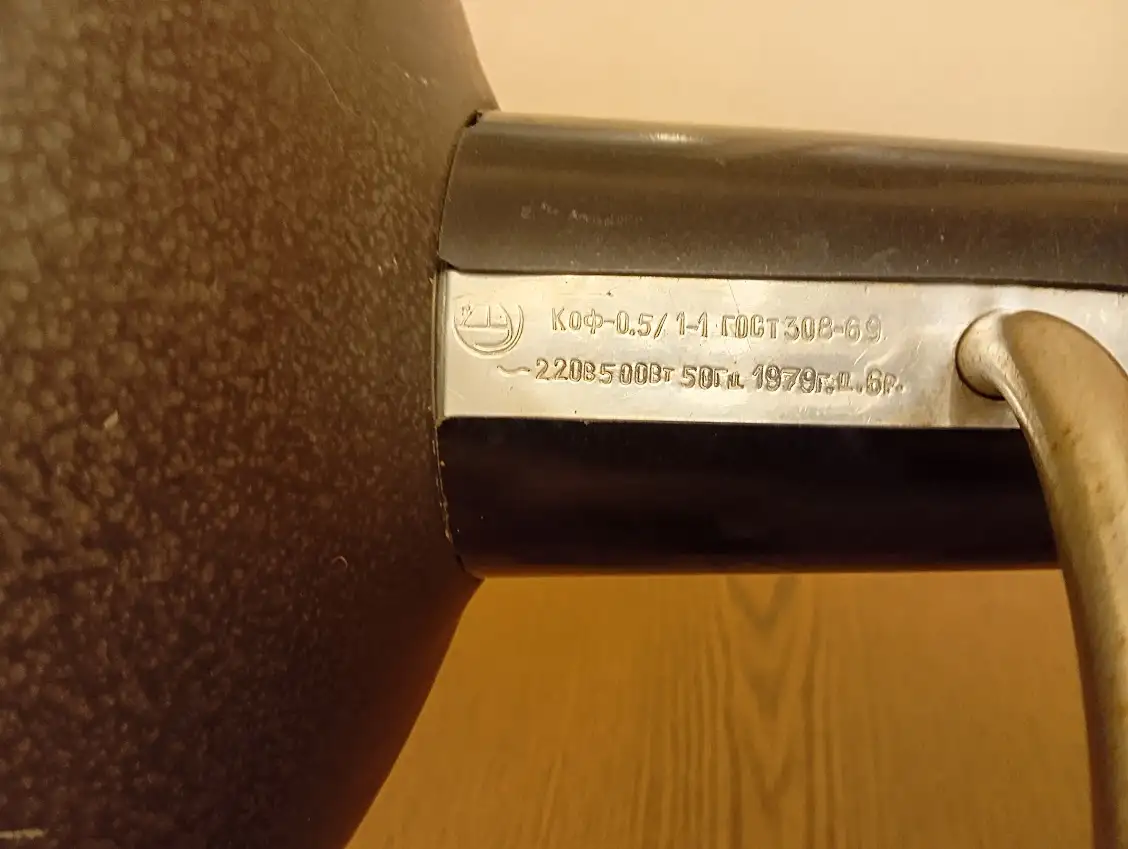 Коф-0.5/1-1 ГОСТ 308-69
~220В 500Вт 50Гц 1979г. ц. 6р.